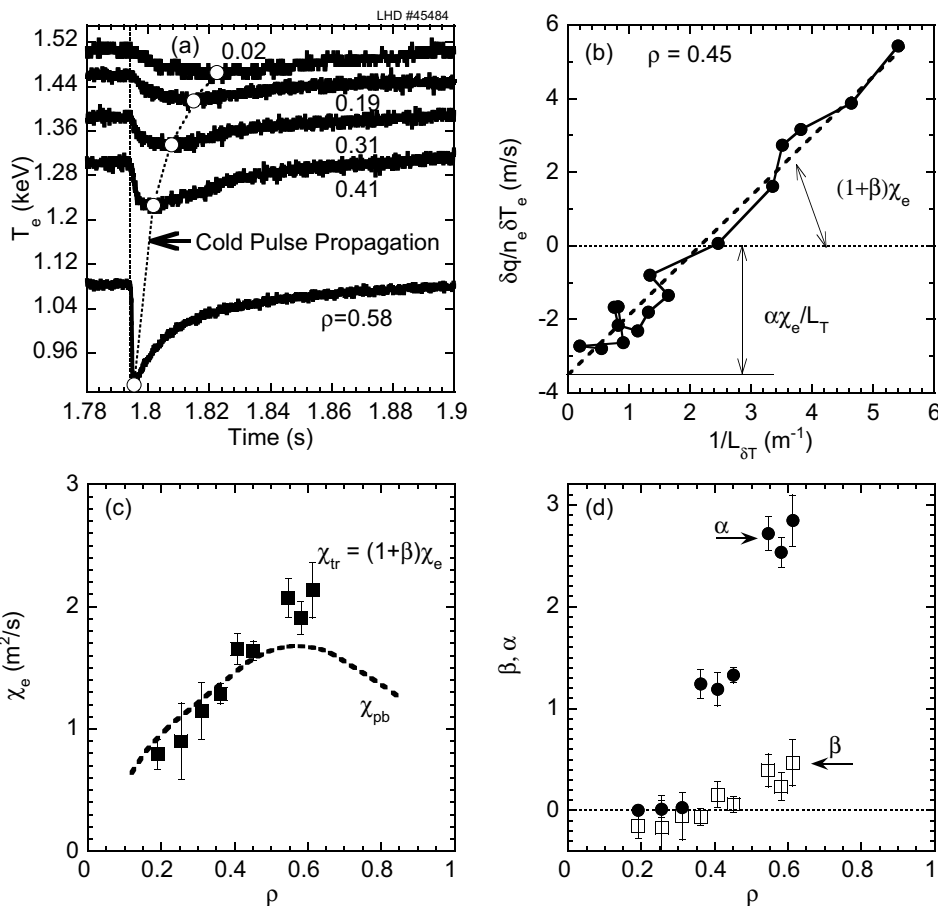 LHD #45484
(a)
0.02
0.19
0.31
0.41
Cold Pulse Propagation
ρ=0.58
1.52
1.44
1.36
1.28
1.2
1.12
1.04
0.96
T_e (keV)
1.78 1.8 1.82 1.84 1.86 1.88 1.9
Time (s)
(b)
ρ = 0.45
(1+β)χ_e
αχ_e/L_T
6
4
2
0
-2
-4
δq/n_e δT_e (m/s)
0 1 2 3 4 5 6
1/L_δT (m⁻¹)
(c)
χ_tr = (1+β)χ_e
χ_pb
3
2
1
0
χ_e (m²/s)
0 0.2 0.4 0.6 0.8 1
ρ
(d)
α
β
3
2
1
0
β, α
0 0.2 0.4 0.6 0.8 1
ρ